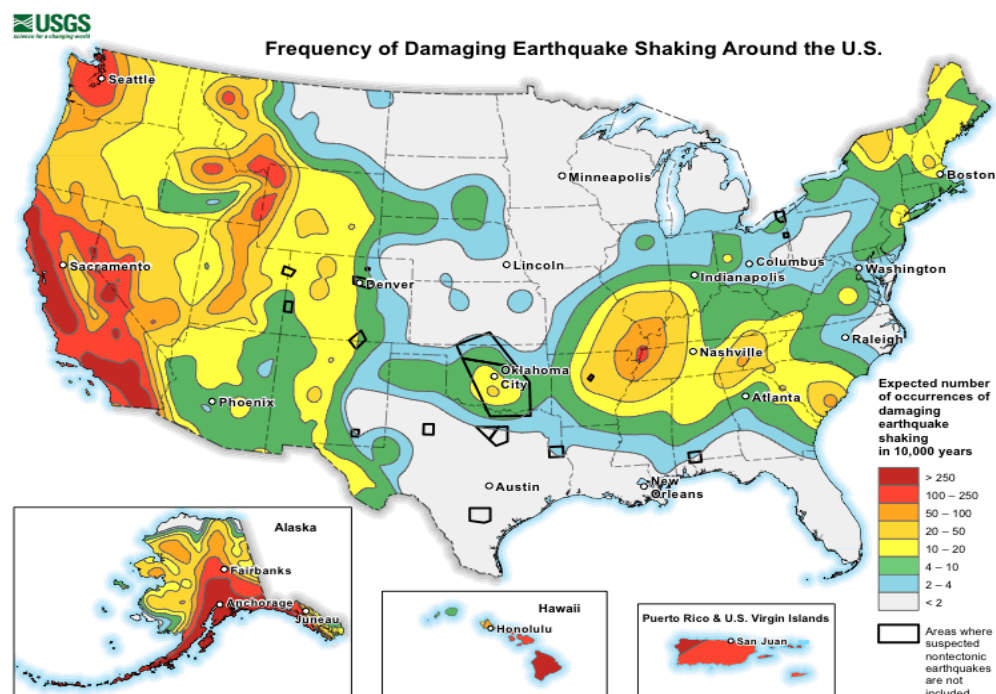 USGS
science for a changing world
Frequency of Damaging Earthquake Shaking Around the U.S.
Seattle
Minneapolis
Boston
Sacramento
Lincoln
Columbus
Washington
Indianapolis
Denver
Raleigh
Oklahoma
City
Nashville
Phoenix
Atlanta
Austin
New
Orleans
Expected number
of occurrences of
damaging
earthquake
shaking
in 10,000 years
> 250
100 – 250
50 – 100
20 – 50
10 – 20
4 – 10
2 – 4
< 2
Areas where
suspected
nontectonic
earthquakes
are not
included
Alaska
Fairbanks
Anchorage
Juneau
Hawaii
Honolulu
Puerto Rico & U.S. Virgin Islands
San Juan